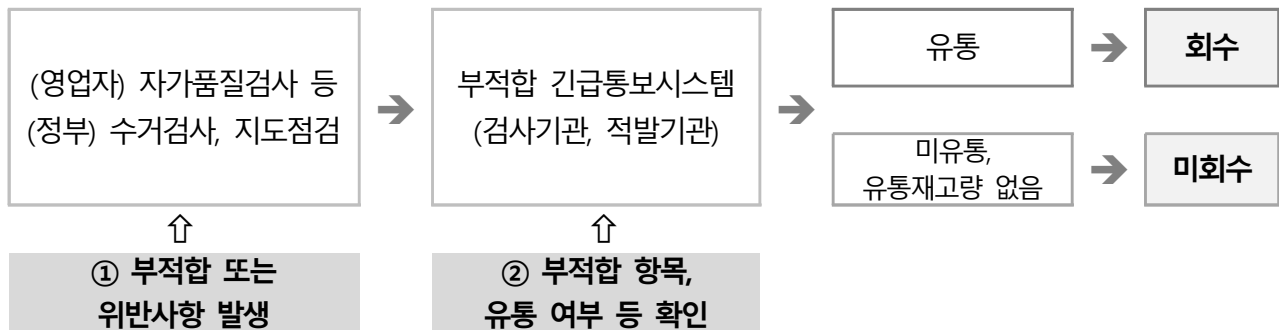 (영업자) 자가품질검사 등
(정부) 수거검사, 지도점검
① 부적합 또는
위반사항 발생
부적합 긴급통보시스템
(검사기관, 적발기관)
② 부적합 항목,
유통 여부 등 확인
유통
회수
미유통,
유통재고량 없음
미회수